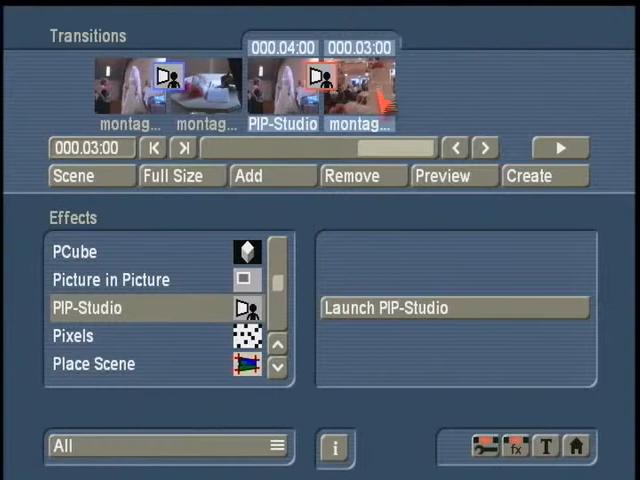 Transitions
000.04:00 000.03:00
montag... montag... PIP-Studio montag...
000.03:00
Scene Full Size Add Remove Preview Create
Effects
PCube
Picture in Picture
PIP-Studio
Launch PIP-Studio
Pixels
Place Scene
All
i
fx T